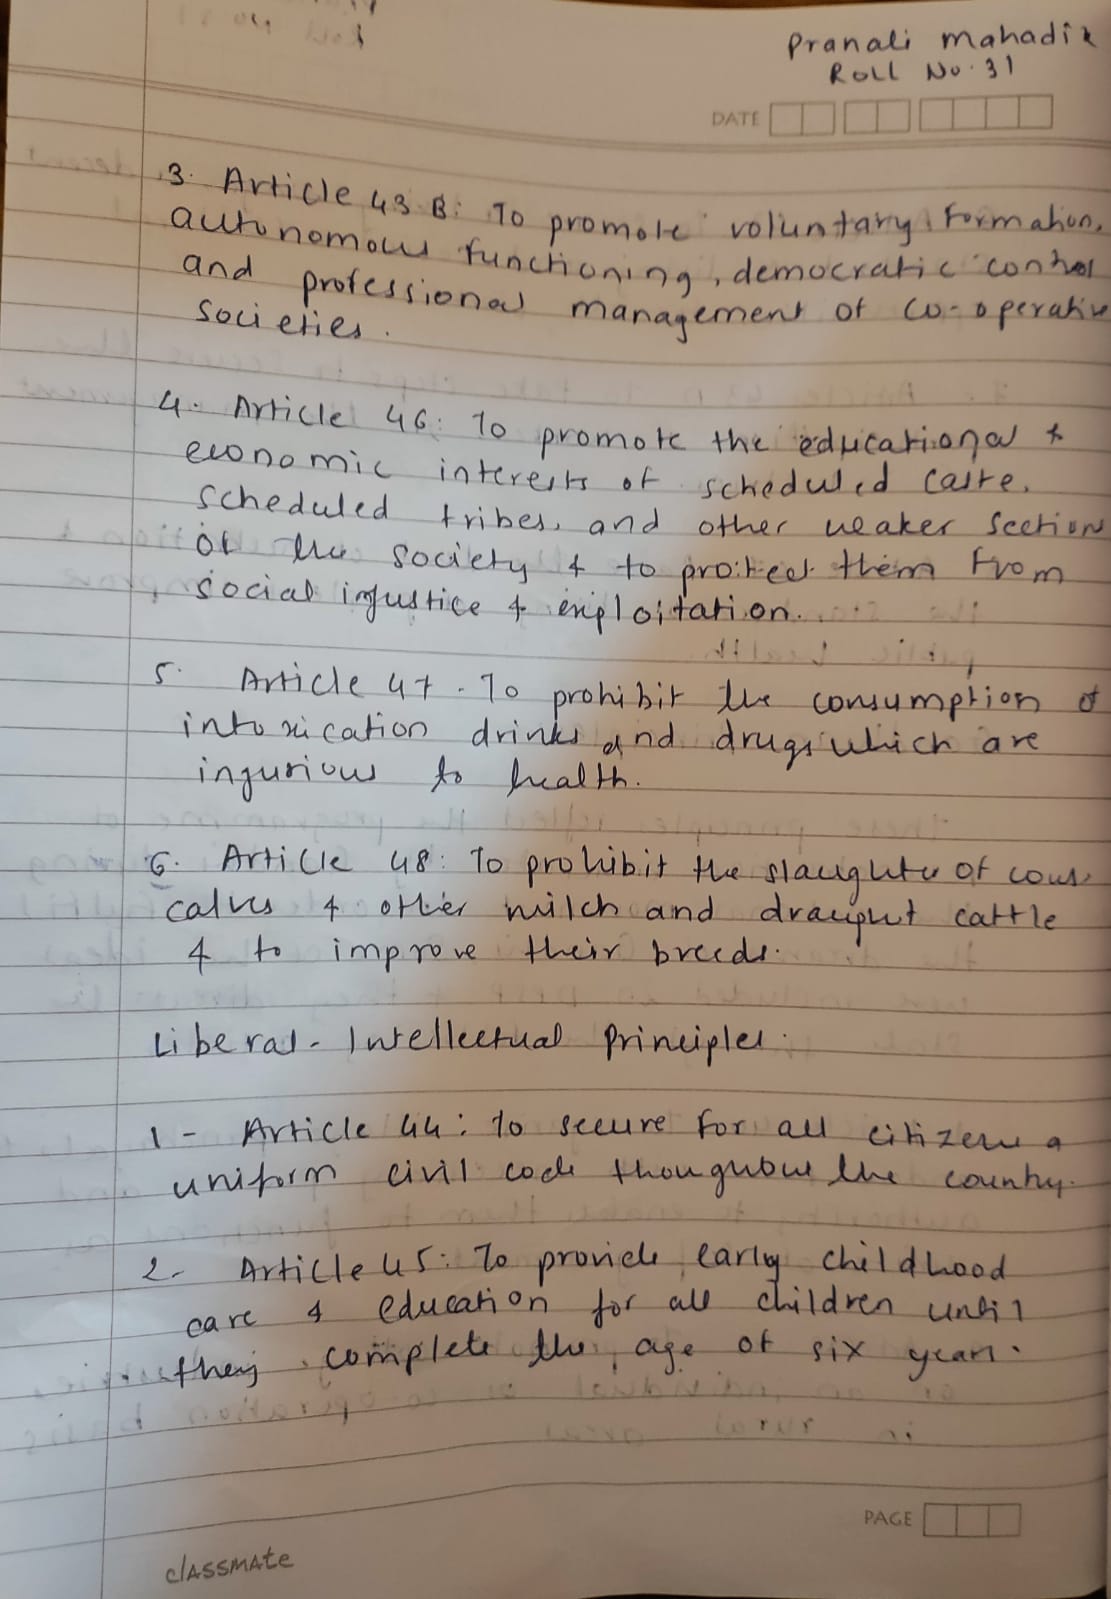 Pranali Mahadik
Roll No. 31
DATE
3. Article 43 B: To promote voluntary formation,
autonomous functioning, democratic control
and professional management of co-operative
societies.
4. Article 46: To promote the educational &
economic interests of scheduled caste,
scheduled tribes, and other weaker section
of the society & to protect them from
social injustice & exploitation.
5. Article 47. To prohibit the consumption of
intoxication drinks and drugs which are
ingurious to health.
6. Article 48: To prohibit the slaughter of cows
calves & other milch and draught cattle
& to improve their breeds.
Liberal-Intellectual Principles.
1- Article 44: To secure for all citizens a
uniform civil code thoughout the country.
2- Article 45: To provide early childhood
care & education for all children until
they complete the age of six years.
PAGE
classmate